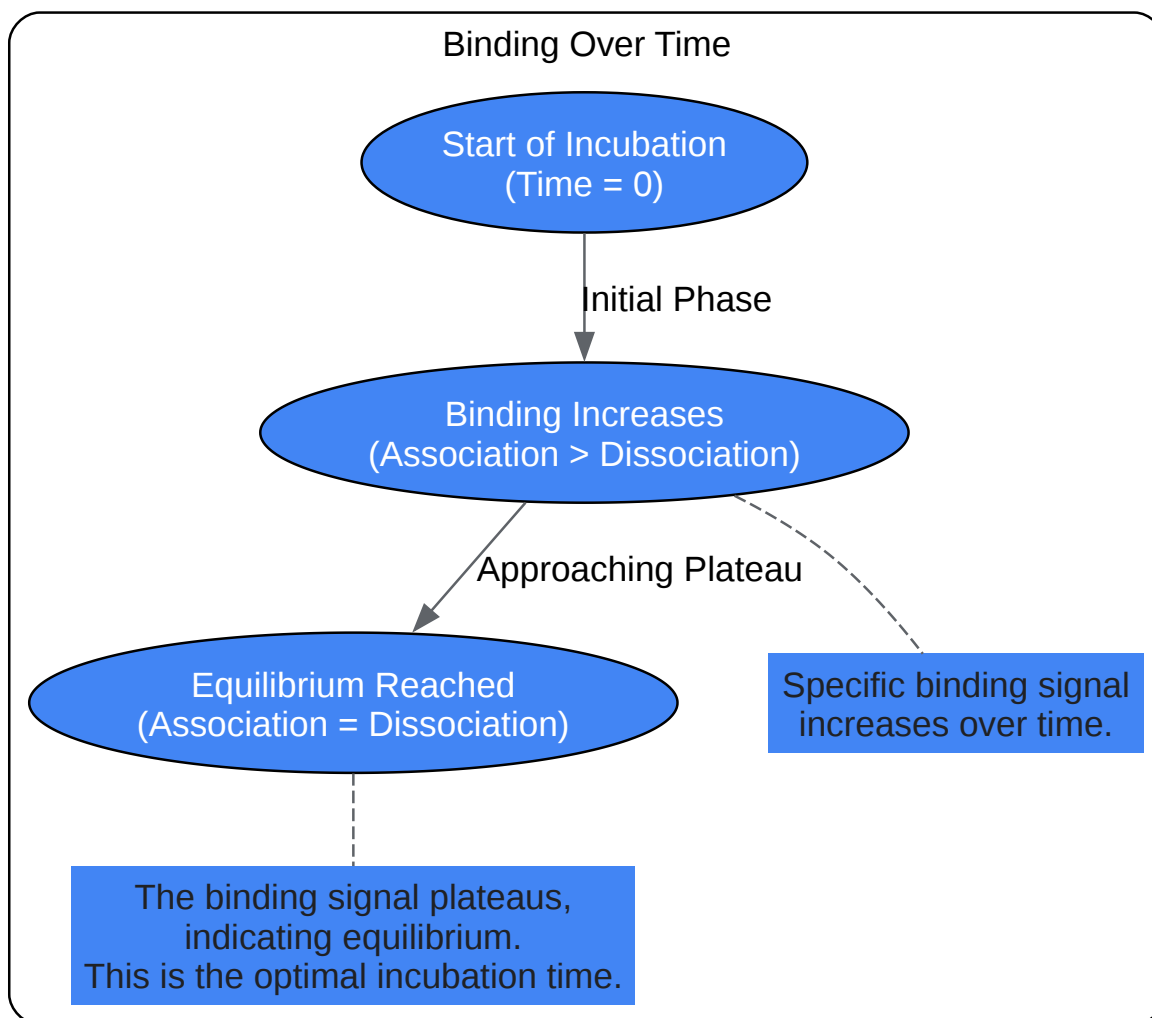 Binding Over Time
Start of Incubation
(Time = 0)
Initial Phase
Binding Increases
(Association > Dissociation)
Approaching Plateau
Equilibrium Reached
(Association = Dissociation)
Specific binding signal
increases over time.
The binding signal plateaus,
indicating equilibrium.
This is the optimal incubation time.